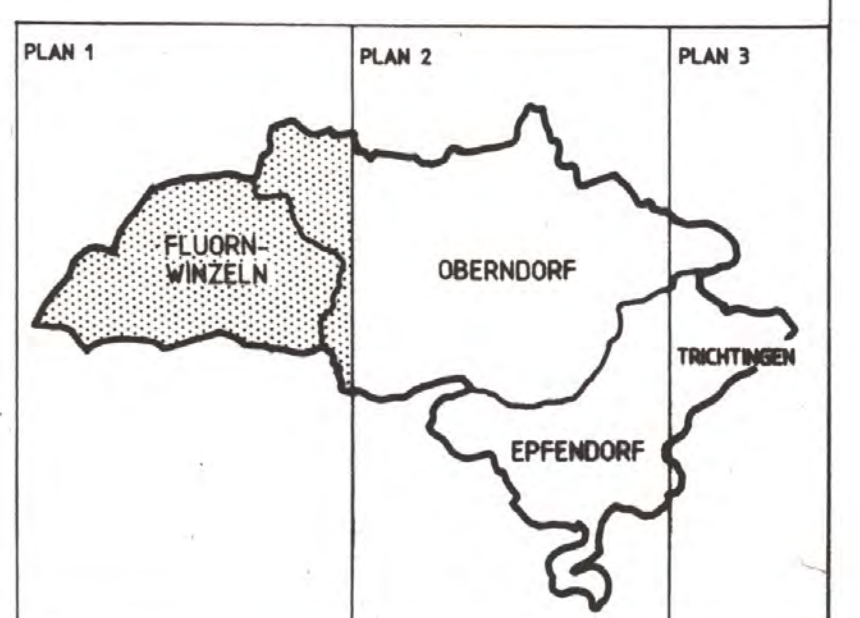 PLAN 1
PLAN 2
PLAN 3
FLUORN-
WINZELN
OBERNDORF
TRICHTINGEN
EPFENDORF